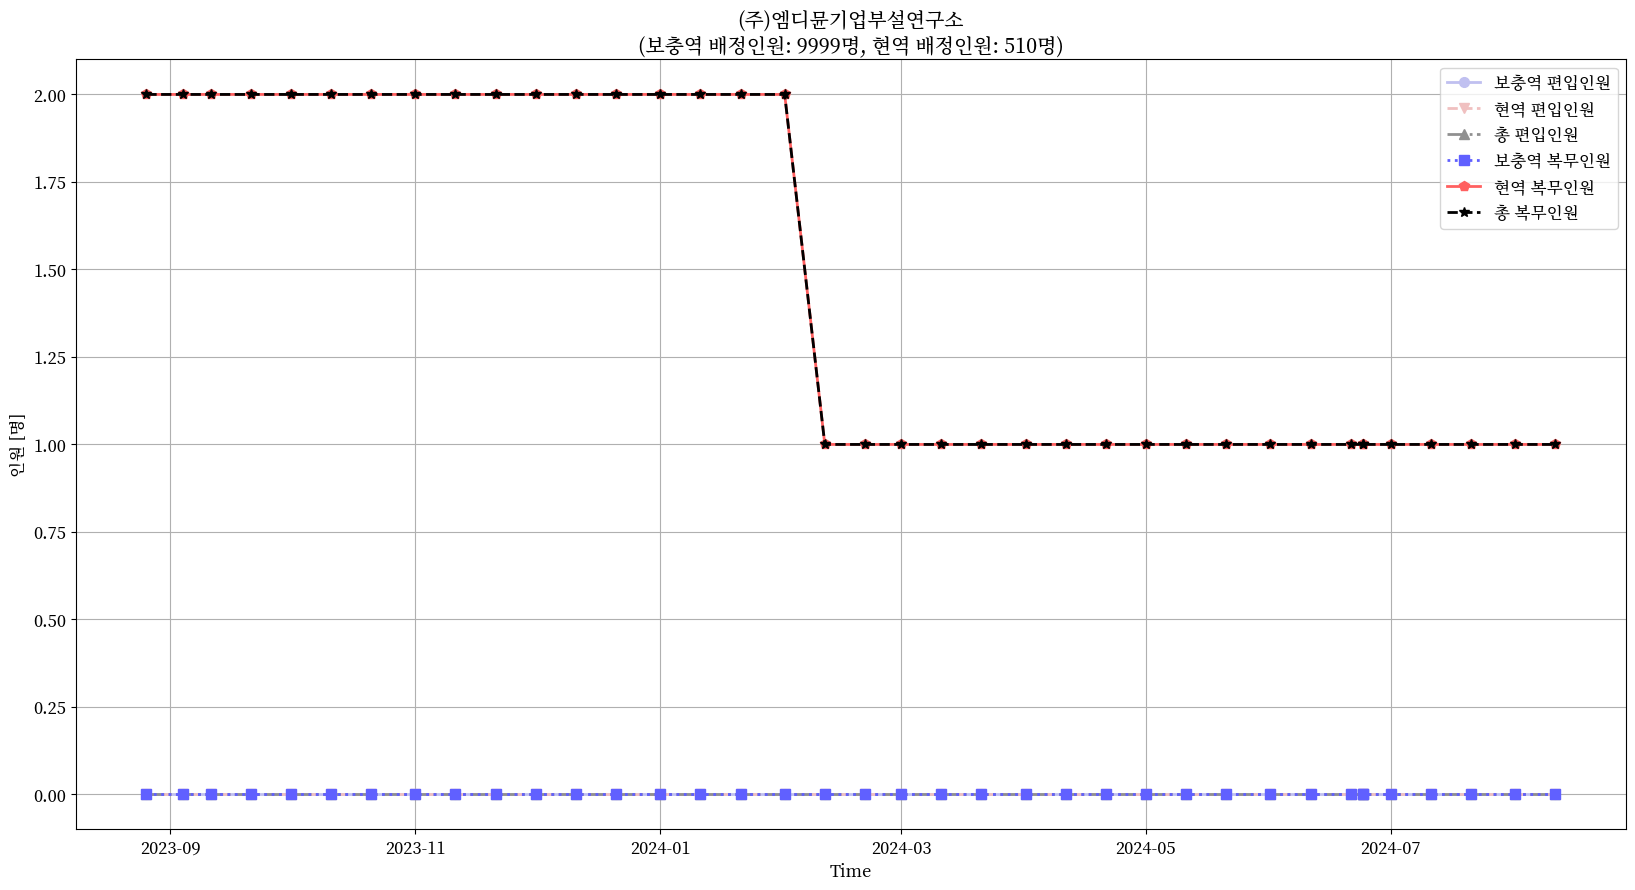 (주)엠디뮨기업부설연구소
(보충역 배정인원: 9999명, 현역 배정인원: 510명)
보충역 편입인원
현역 편입인원
총 편입인원
보충역 복무인원
현역 복무인원
총 복무인원
2.00
1.75
1.50
1.25
1.00
0.75
0.50
0.25
0.00
인원 [명]
2023-09
2023-11
2024-01
2024-03
2024-05
2024-07
Time